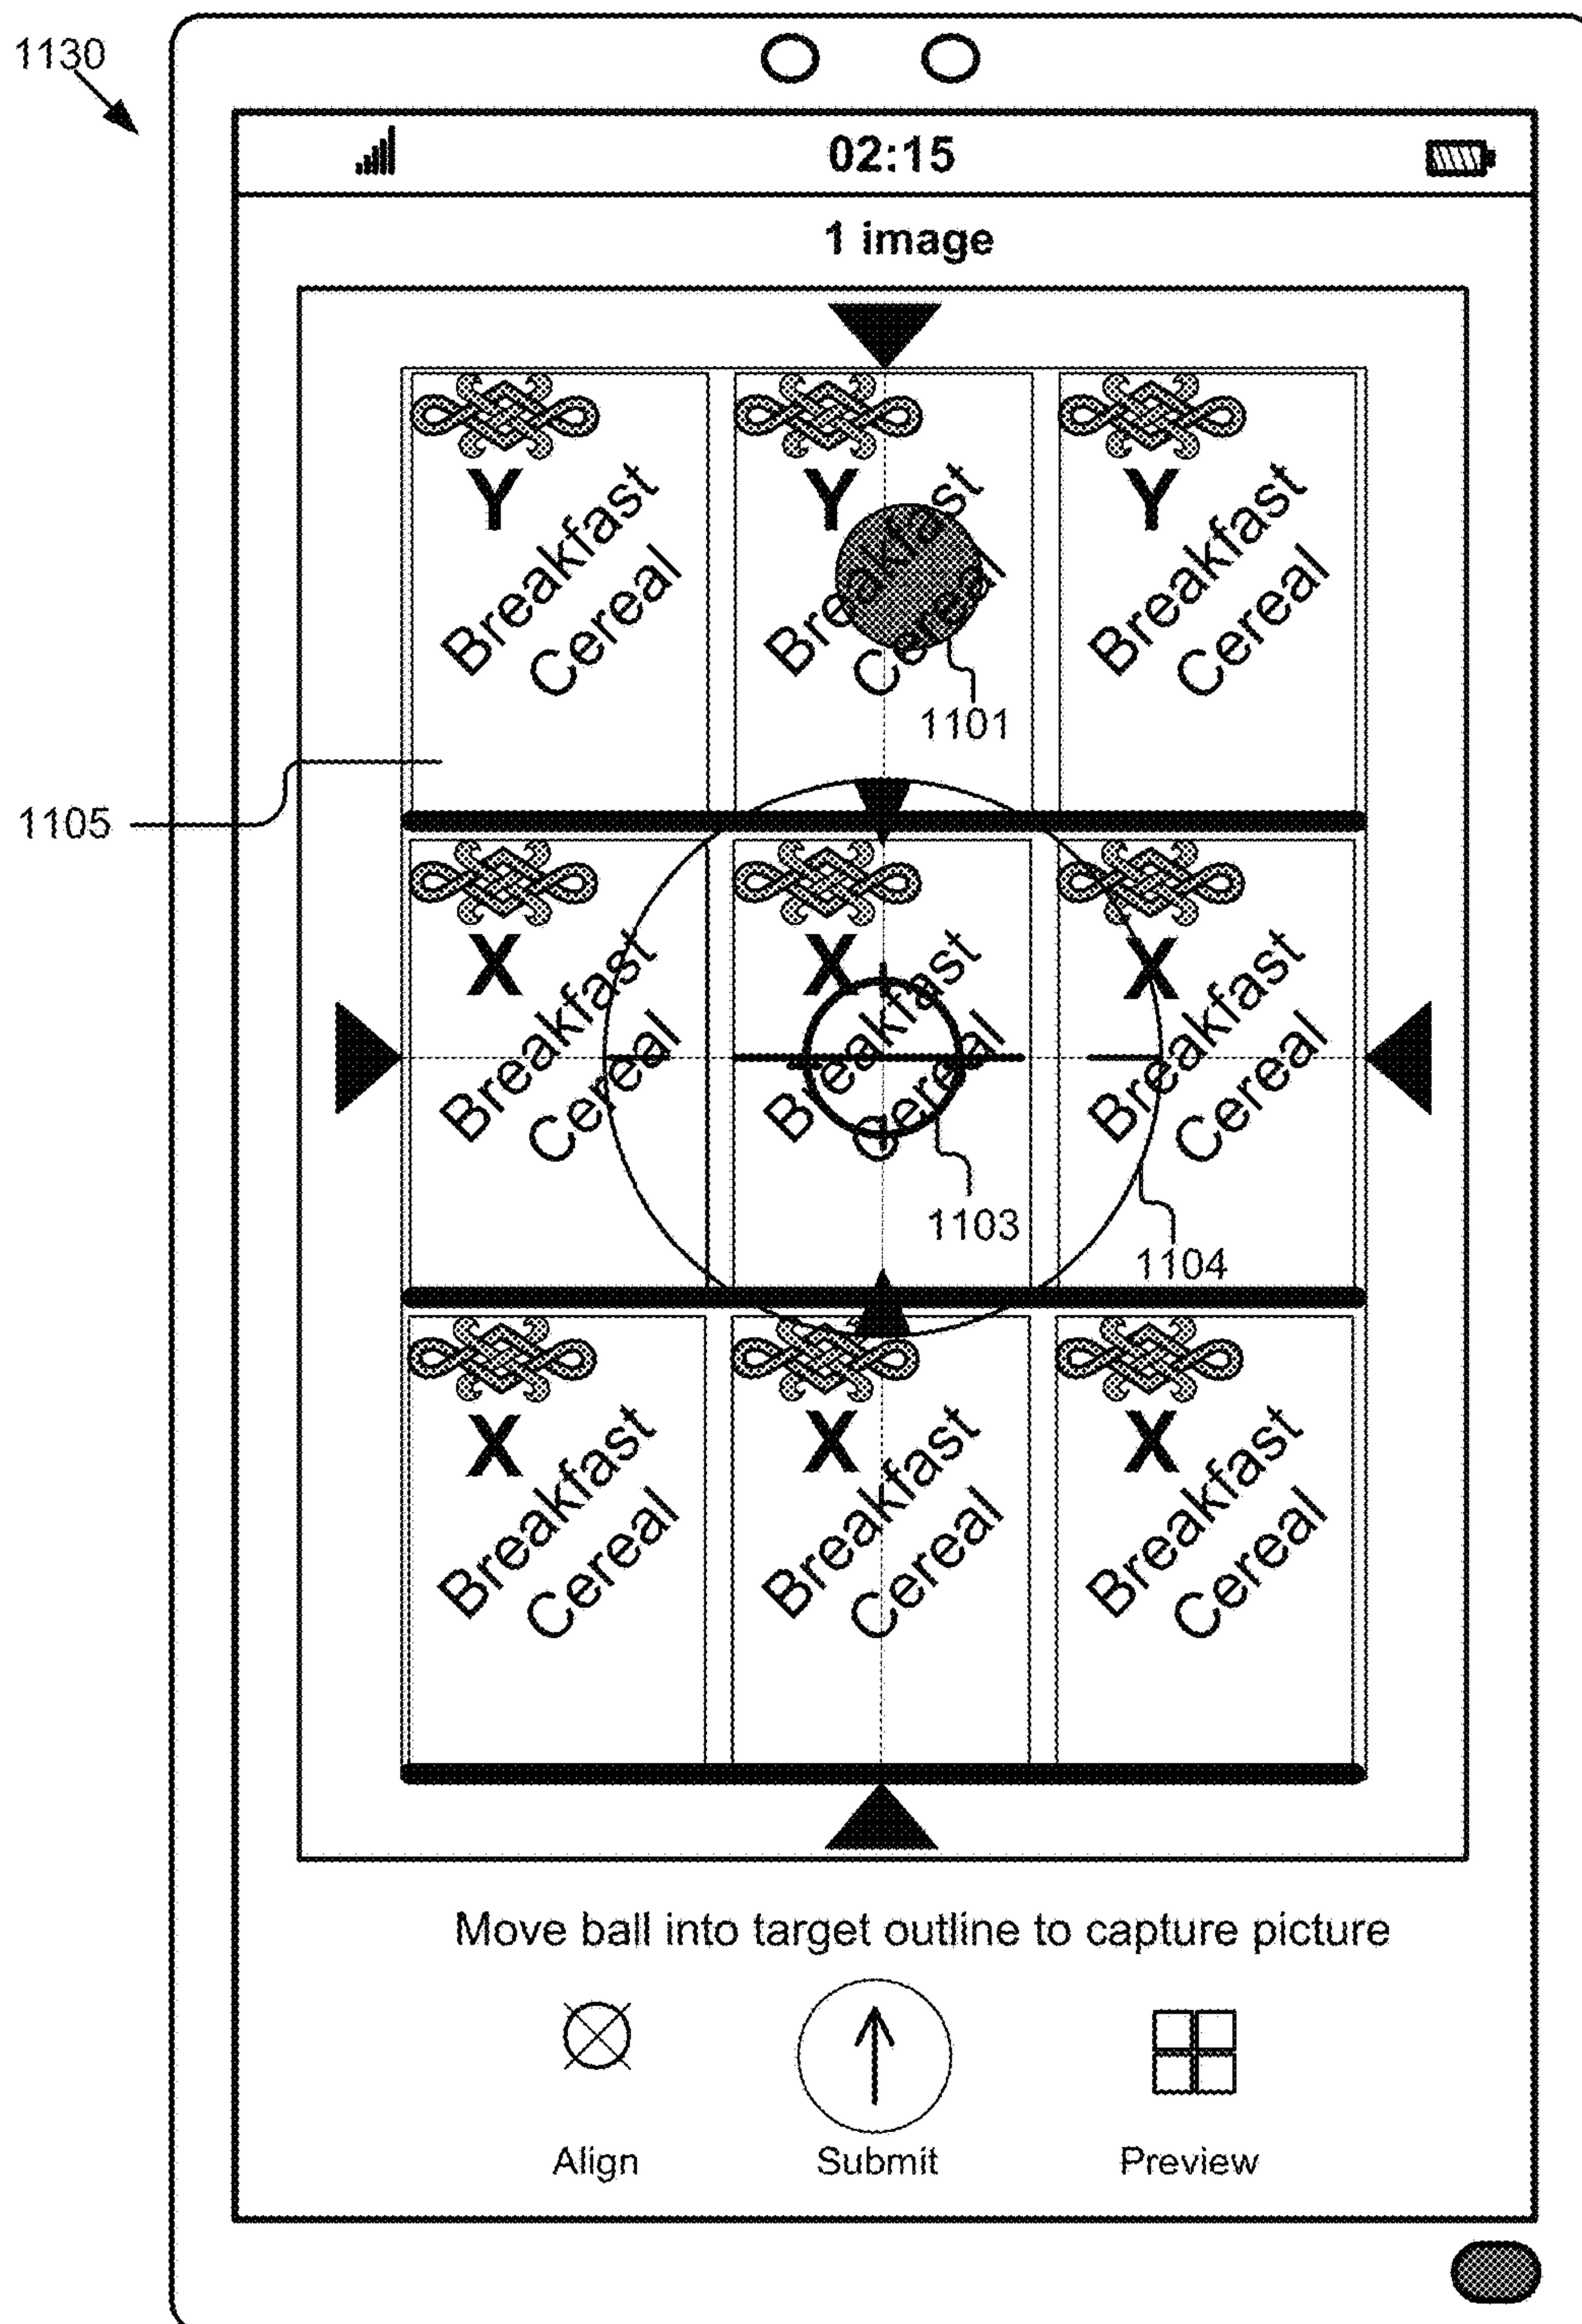 1130
02:15
1 image
Y Y Y
Breakfast Breakfast Breakfast
Cereal Cereal Cereal
1101
1105
X X X
Breakfast Breakfast Breakfast
Cereal Cereal Cereal
1103
1104
X X X
Breakfast Breakfast Breakfast
Cereal Cereal Cereal
Move ball into target outline to capture picture
Align Submit Preview